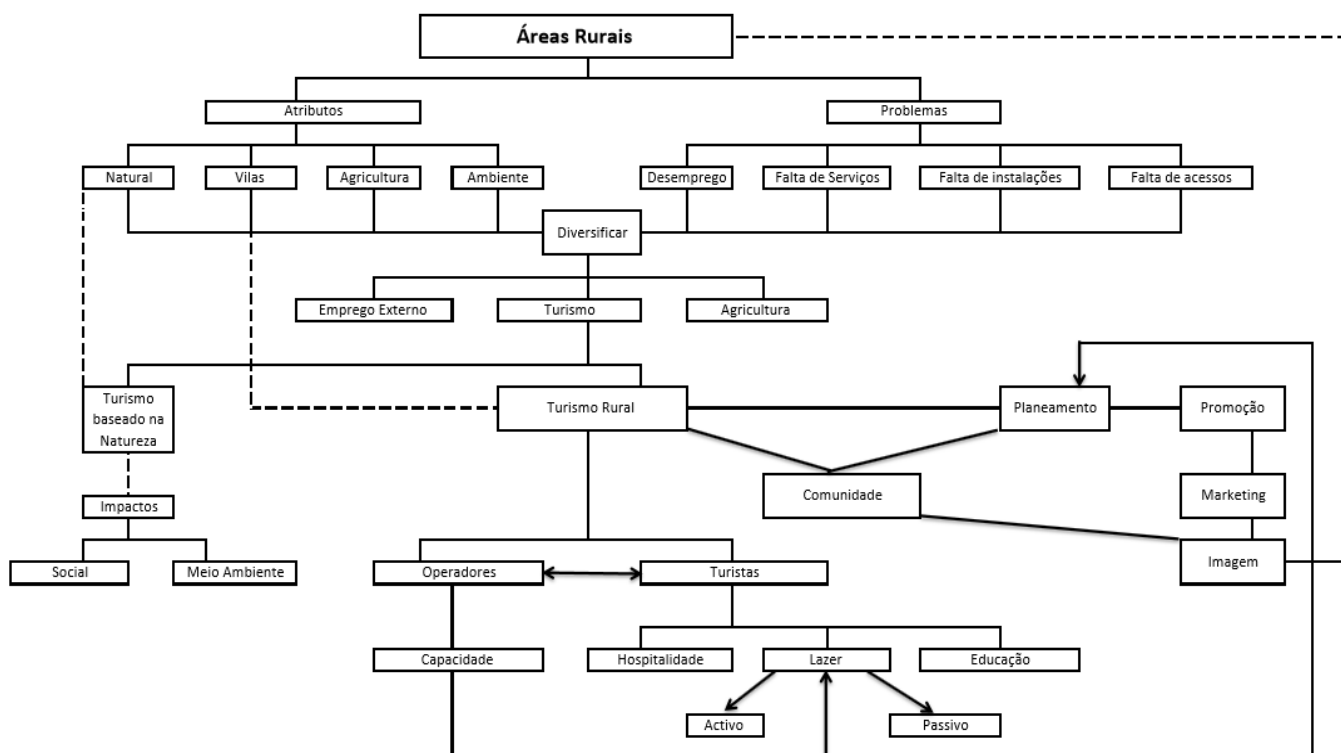 Áreas Rurais
Atributos
Problemas
Natural
Vilas
Agricultura
Ambiente
Desemprego
Falta de Serviços
Falta de instalações
Falta de acessos
Diversificar
Emprego Externo
Turismo
Agricultura
Turismo
baseado na
Natureza
Turismo Rural
Planeamento
Promoção
Comunidade
Marketing
Impactos
Imagem
Social
Meio Ambiente
Operadores
Turistas
Capacidade
Hospitalidade
Lazer
Educação
Activo
Passivo